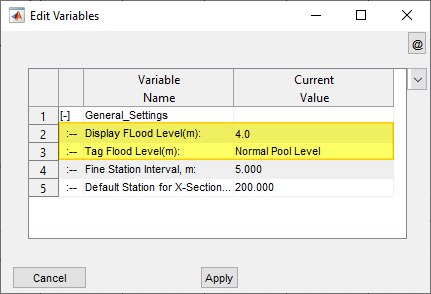 Edit Variables
@
Variable Name Current Value
1 [-] General_Settings
2 :-- Display FLood Level(m): 4.0
3 :-- Tag Flood Level(m): Normal Pool Level
4 :-- Fine Station Interval, m: 5.000
5 :-- Default Station for X-Section... 200.000
Cancel Apply